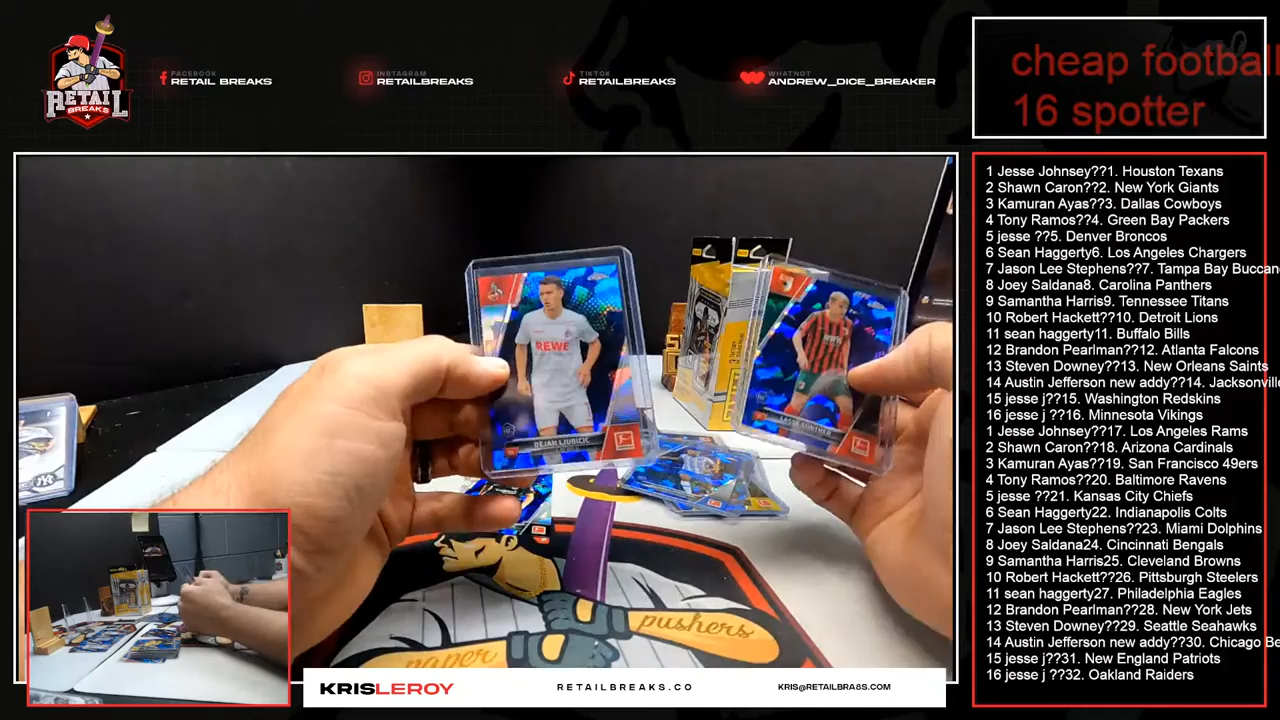 RETAIL
BREAKS
FACEBOOK
RETAIL BREAKS
INSTAGRAM
RETAILBREAKS
TIKTOK
RETAILBREAKS
WHATNOT
ANDREW_DICE_BREAKER
cheap football
16 spotter
1 Jesse Johnsey??1. Houston Texans
2 Shawn Caron??2. New York Giants
3 Kamuran Ayas??3. Dallas Cowboys
4 Tony Ramos??4. Green Bay Packers
5 jesse ??5. Denver Broncos
6 Sean Haggerty6. Los Angeles Chargers
7 Jason Lee Stephens??7. Tampa Bay Buccan
8 Joey Saldana8. Carolina Panthers
9 Samantha Harris9. Tennessee Titans
10 Robert Hackett??10. Detroit Lions
11 sean haggerty11. Buffalo Bills
12 Brandon Pearlman??12. Atlanta Falcons
13 Steven Downey??13. New Orleans Saints
14 Austin Jefferson new addy??14. Jacksonvill
15 jesse j??15. Washington Redskins
16 jesse j ??16. Minnesota Vikings
1 Jesse Johnsey??17. Los Angeles Rams
2 Shawn Caron??18. Arizona Cardinals
3 Kamuran Ayas??19. San Francisco 49ers
4 Tony Ramos??20. Baltimore Ravens
5 jesse ??21. Kansas City Chiefs
6 Sean Haggerty22. Indianapolis Colts
7 Jason Lee Stephens??23. Miami Dolphins
8 Joey Saldana24. Cincinnati Bengals
9 Samantha Harris25. Cleveland Browns
10 Robert Hackett??26. Pittsburgh Steelers
11 sean haggerty27. Philadelphia Eagles
12 Brandon Pearlman??28. New York Jets
13 Steven Downey??29. Seattle Seahawks
14 Austin Jefferson new addy??30. Chicago Be
15 jesse j??31. New England Patriots
16 jesse j ??32. Oakland Raiders
REWE
DEJAN LJUBICIC
LASSE GÜNTHER
paper
pushers
KRISLEROY
RETAILBREAKS.CO
KRIS@RETAILBRA8S.COM